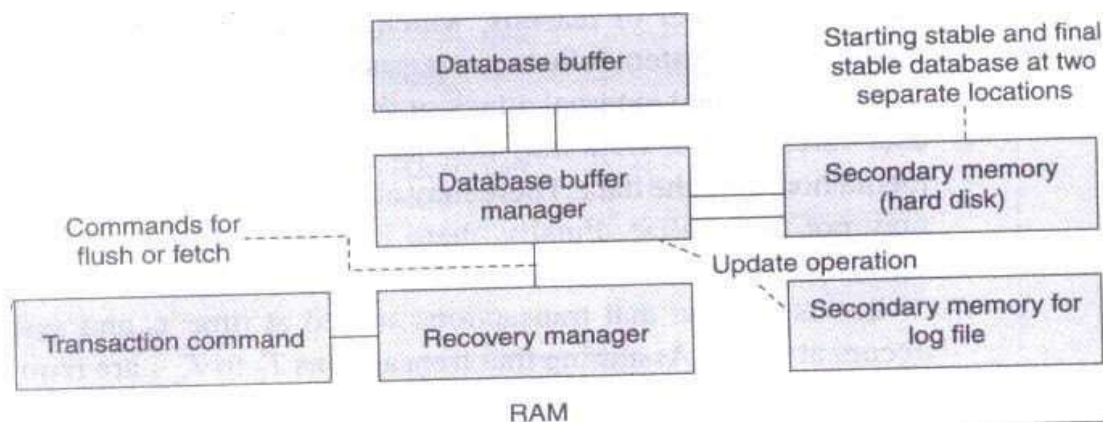 Database buffer
Starting stable and final
stable database at two
separate locations
Database buffer
manager
Secondary memory
(hard disk)
Commands for
flush or fetch
Update operation
Transaction command
Recovery manager
Secondary memory for
log file
RAM